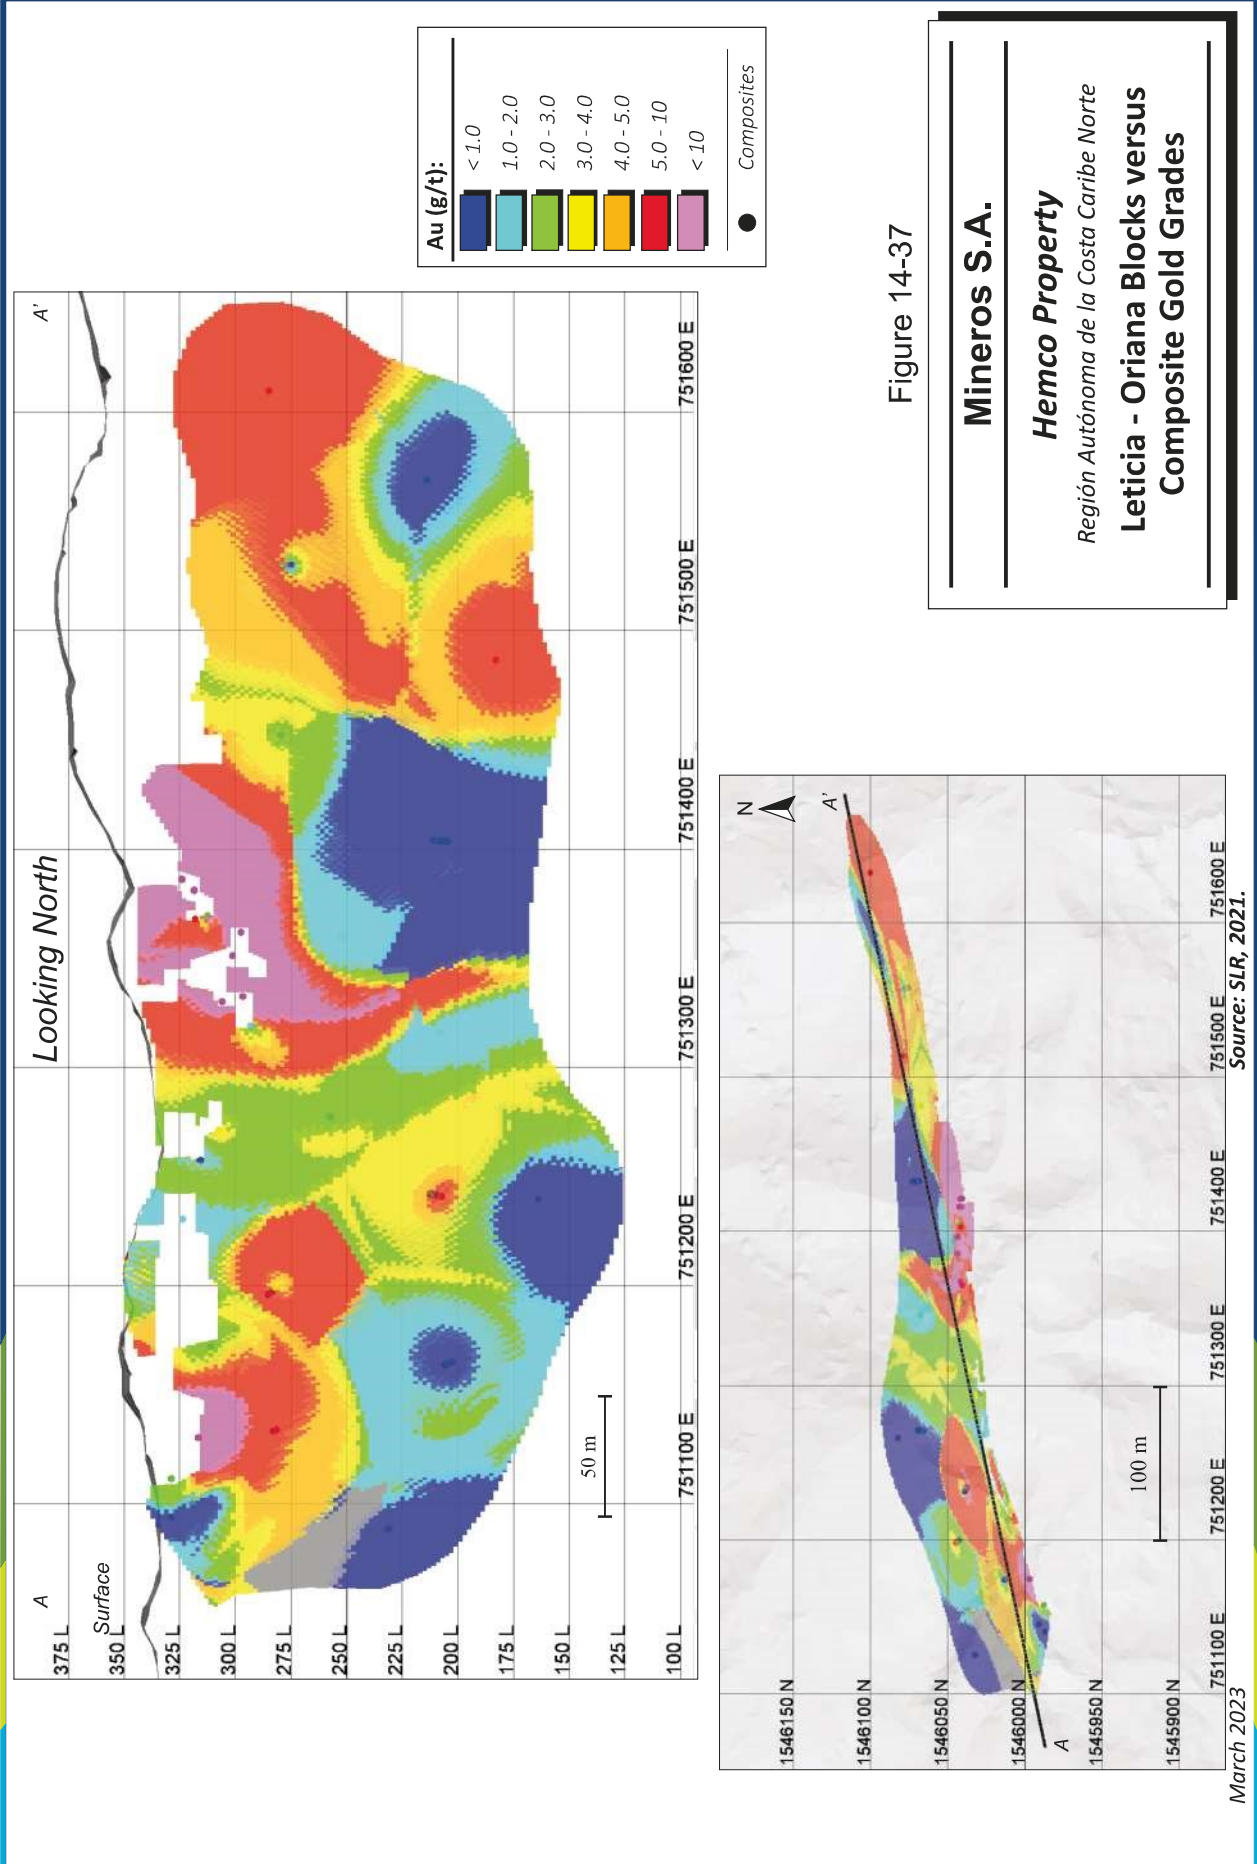 Looking North
A
A'
Surface
375 L
350 L
325 L
300 L
275 L
250 L
225 L
200 L
175 L
150 L
125 L
100 L
751100 E
751200 E
751300 E
751400 E
751500 E
751600 E
50 m
Au (g/t):
< 1.0
1.0 - 2.0
2.0 - 3.0
3.0 - 4.0
4.0 - 5.0
5.0 - 10
< 10
Composites
N
A
A'
1546150 N
1546100 N
1546050 N
1546000 N
1545950 N
1545900 N
751100 E
751200 E
751300 E
751400 E
751500 E
751600 E
100 m
Figure 14-37
Mineros S.A.
Hemco Property
Región Autónoma de la Costa Caribe Norte
Leticia - Oriana Blocks versus
Composite Gold Grades
March 2023
Source: SLR, 2021.